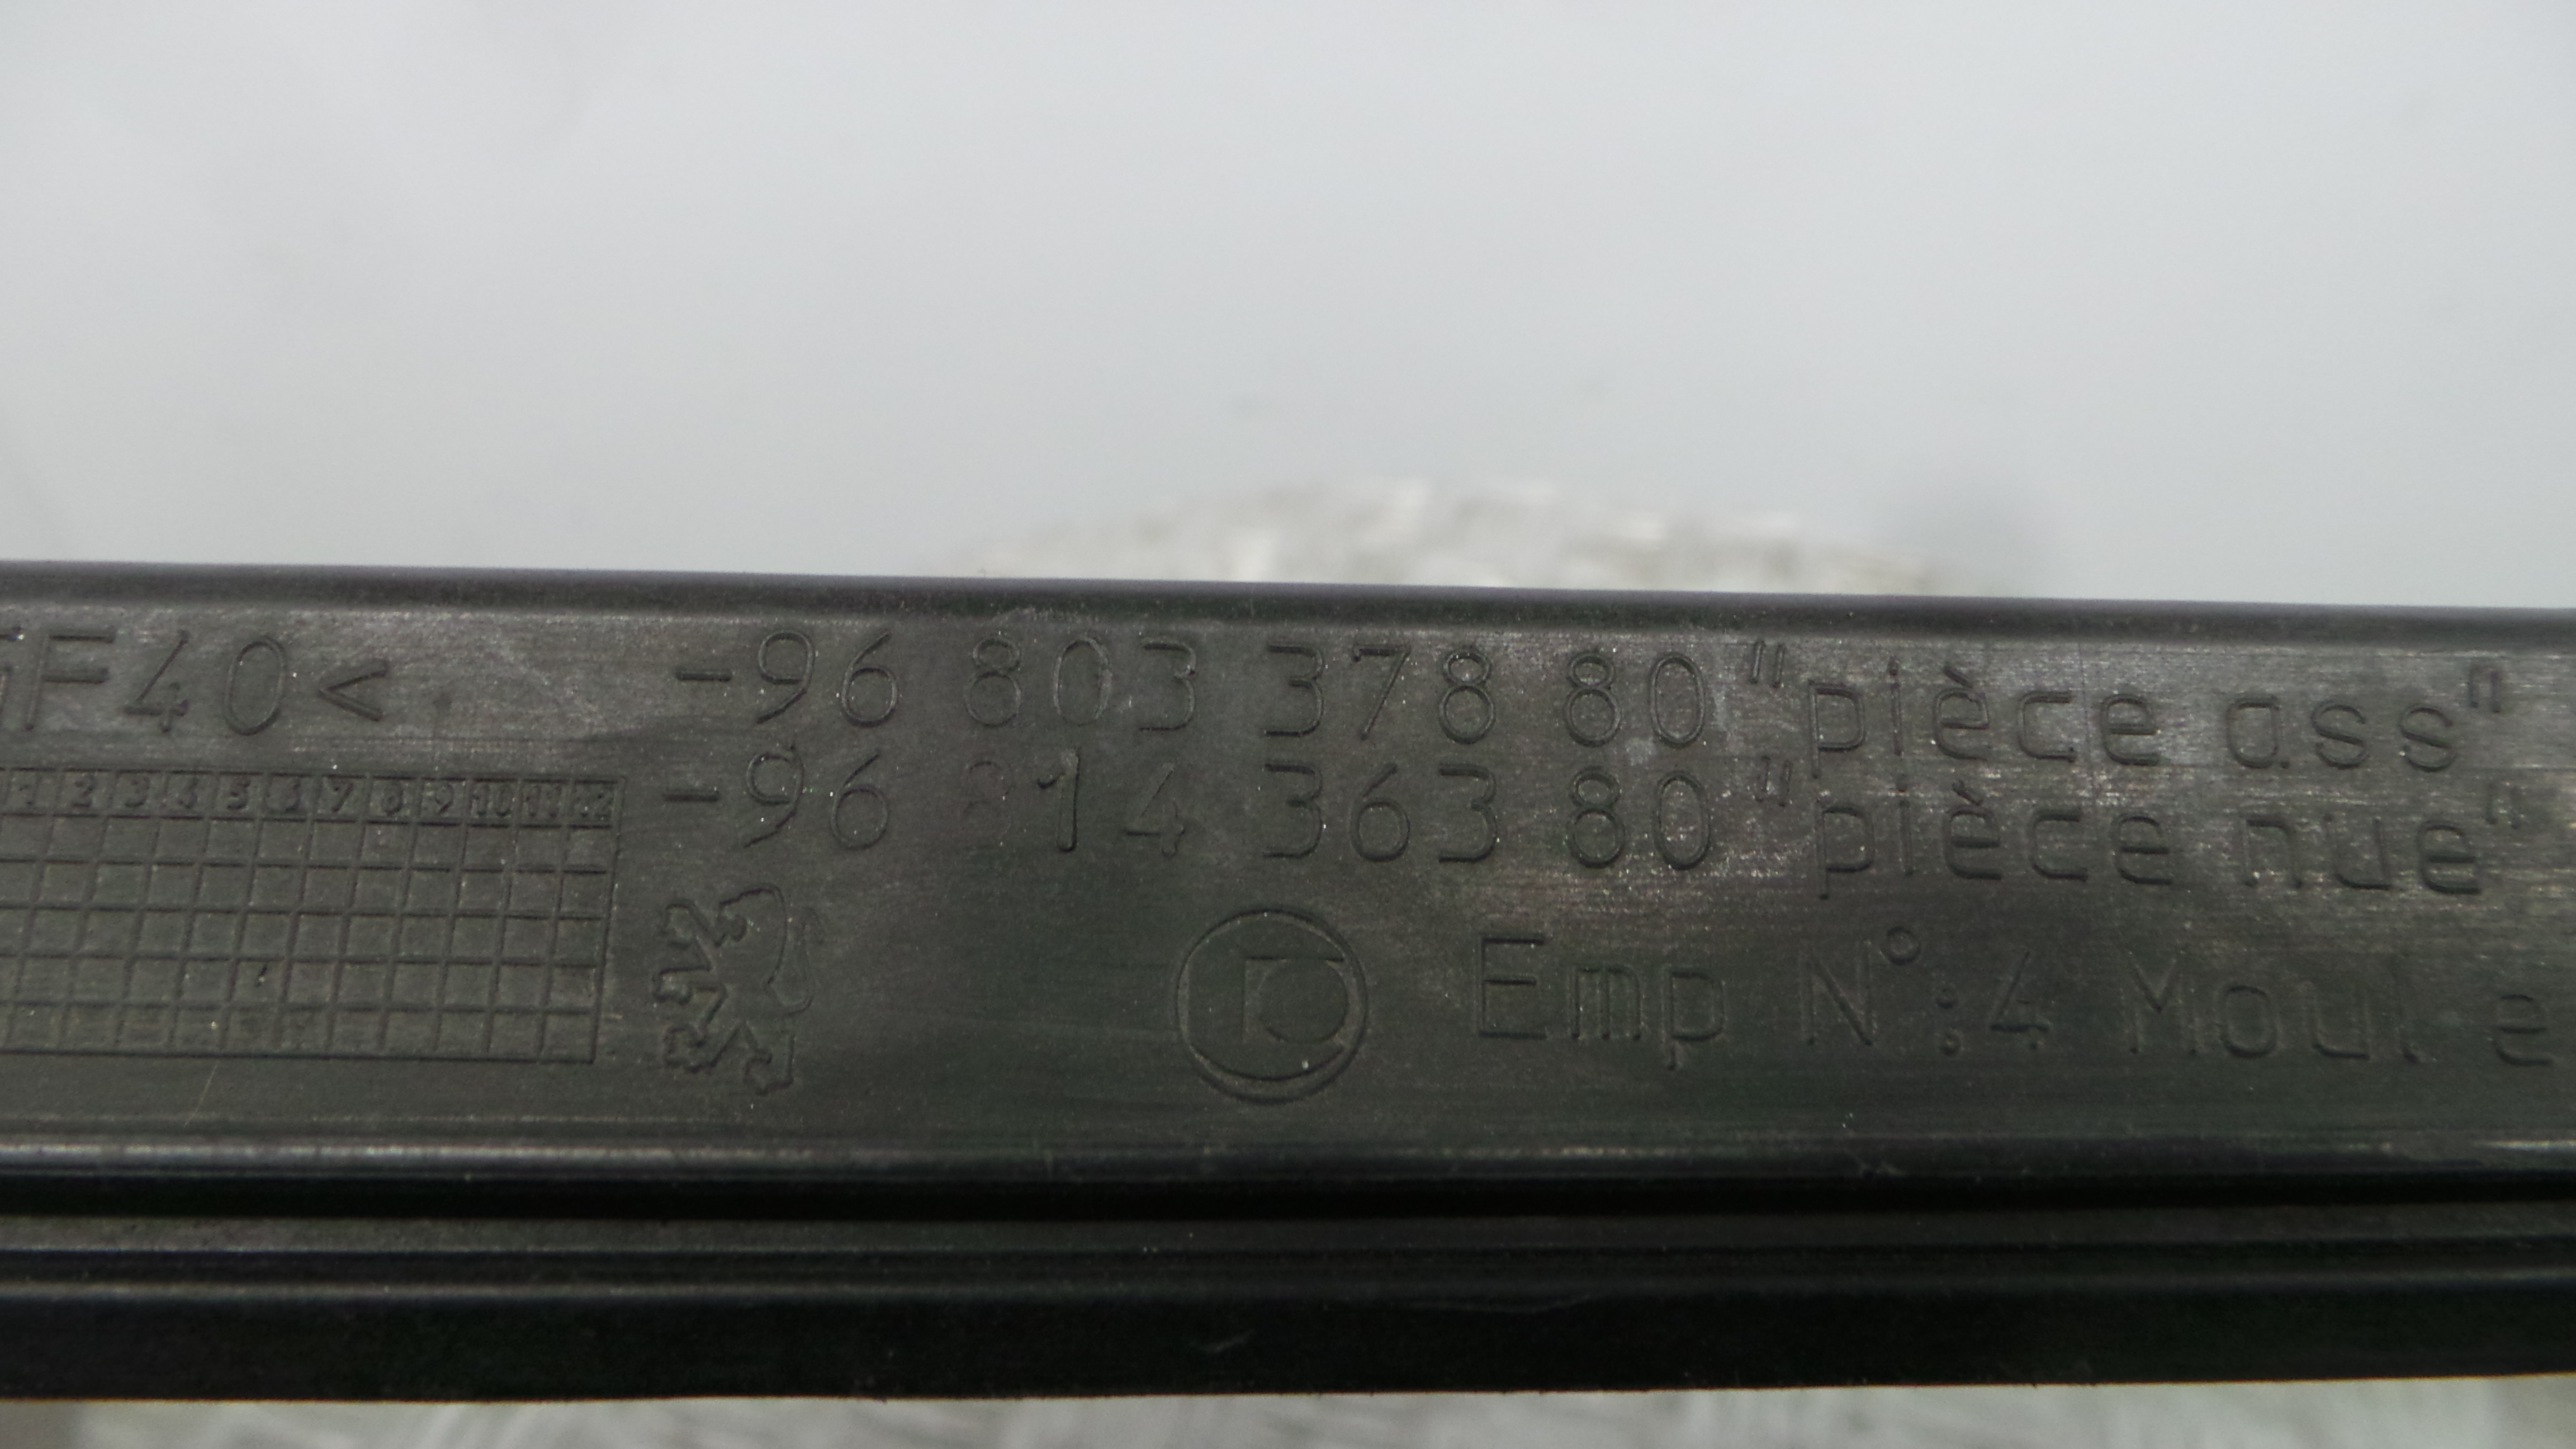 GF40<
-96 803 378 80 "pièce ass"
-96 814 363 80 "pièce nue"
1 2 3 4 5 6 7 8 9 10 11 12
Emp N°:4 Moule